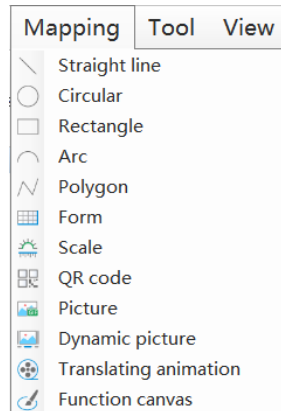 Mapping Tool View
Straight line
Circular
Rectangle
Arc
Polygon
Form
Scale
QR code
Picture
Dynamic picture
Translating animation
Function canvas